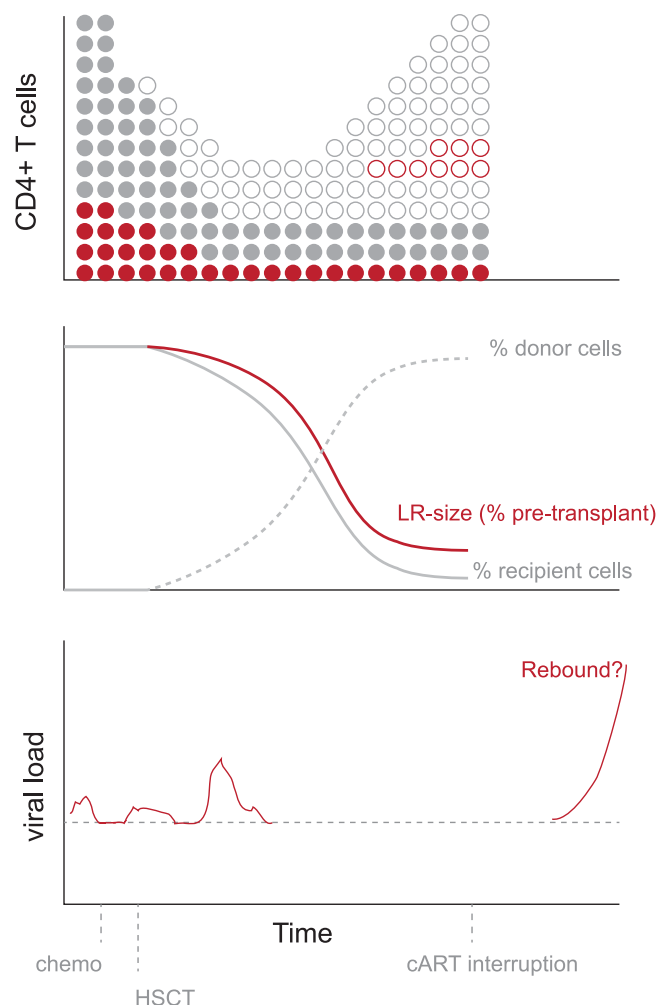 CD4+ T cells
% donor cells
LR-size (% pre-transplant)
% recipient cells
Rebound?
viral load
Time
chemo
cART interruption
HSCT